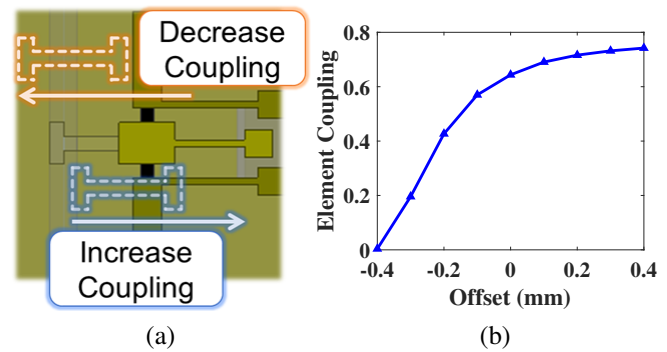 Decrease
Coupling
Increase
Coupling
(a)
Element Coupling
0.8
0.6
0.4
0.2
0
-0.4
-0.2
0
0.2
0.4
Offset (mm)
(b)